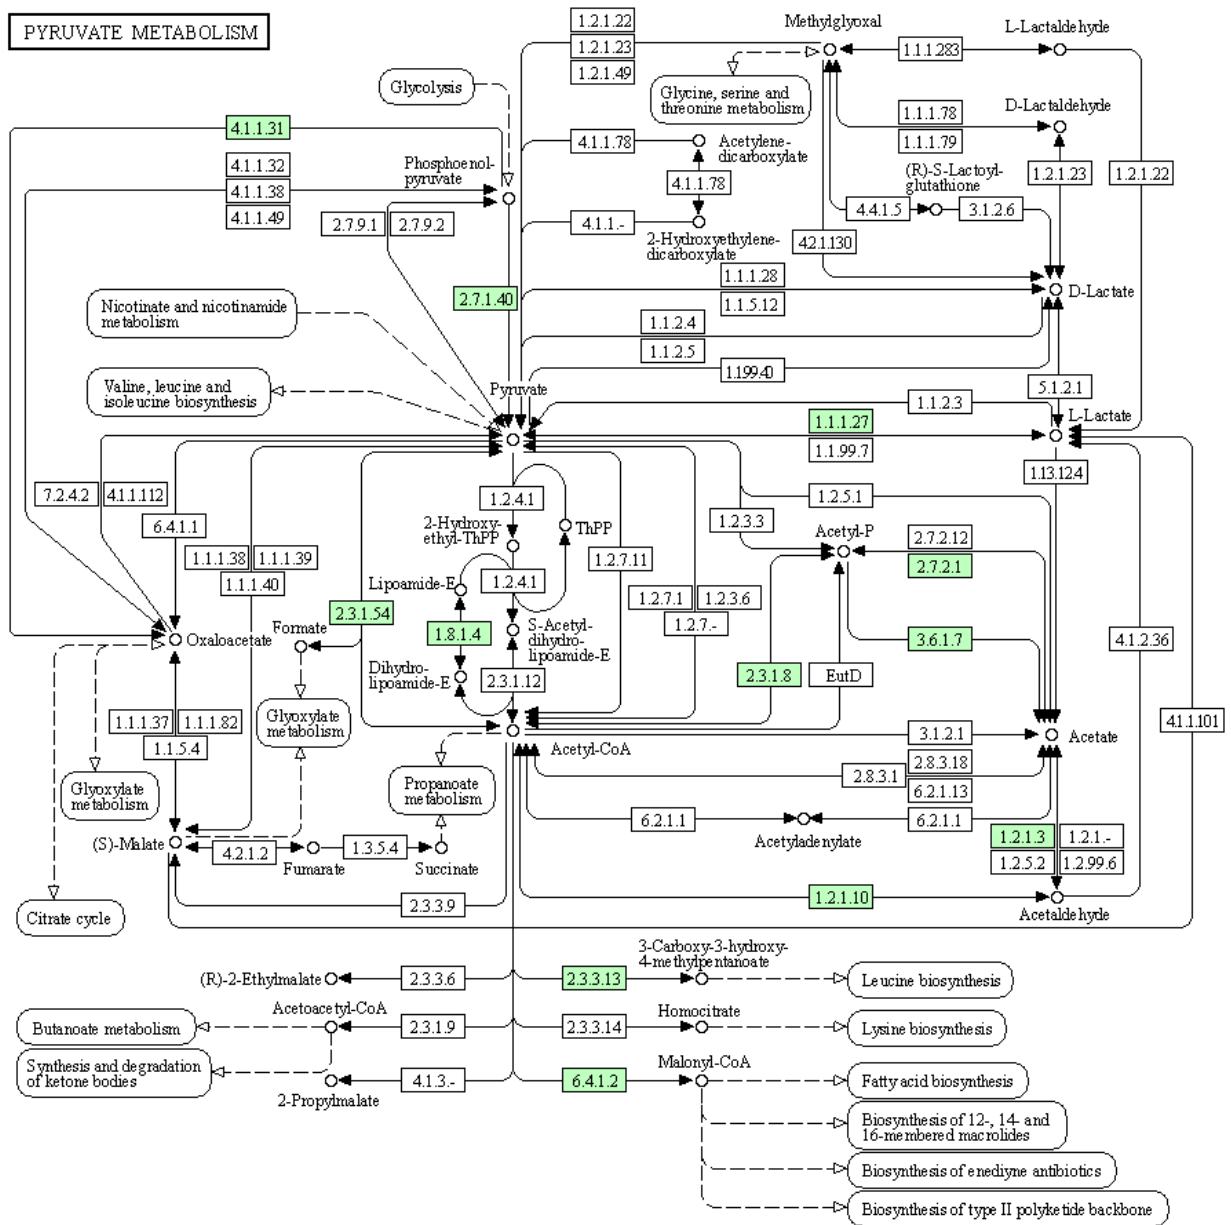 PYRUVATE METABOLISM
1.2.1.22
1.2.1.23
1.2.1.49
Methylglyoxal
1.1.1.283
L-Lactaldehyde
Glycolysis
Glycine, serine and
threonine metabolism
4.1.1.31
4.1.1.32
4.1.1.38
4.1.1.49
Phosphoenol-
pyruvate
4.1.1.78
Acetylene-
dicarboxylate
4.1.1.78
1.1.1.78
1.1.1.79
D-Lactaldehyde
(R)-S-Lactoyl-
glutathione
1.2.1.23
1.2.1.22
2.7.9.1
2.7.9.2
4.1.1.-
2-Hydroxyethylene-
dicarboxylate
4.4.1.5
3.1.2.6
4.2.1.130
1.1.1.28
1.1.5.12
D-Lactate
Nicotinate and nicotinamide
metabolism
2.7.1.40
1.1.2.4
1.1.2.5
1.1.99.40
Valine, leucine and
isoleucine biosynthesis
Pyruvate
5.1.2.1
1.1.2.3
L-Lactate
1.1.1.27
1.1.99.7
7.2.4.2
4.1.1.112
6.4.1.1
1.1.1.38
1.1.1.39
1.1.1.40
1.2.4.1
2-Hydroxy-
ethyl-ThPP
ThPP
1.2.7.11
1.2.5.1
1.2.3.3
1.13.12.4
Acetyl-P
2.7.2.12
2.7.2.1
Lipoamide-E
1.2.4.1
2.3.1.54
1.8.1.4
S-Acetyl-
dihydro-
lipoamide-E
1.2.7.1
1.2.3.6
1.2.7.-
Oxaloacetate
Formate
3.6.1.7
4.1.2.36
Dihydro-
lipoamide-E
2.3.1.12
2.3.1.8
EutD
1.1.1.37
1.1.1.82
1.1.5.4
Glyoxylate
metabolism
4.1.1.101
Acetyl-CoA
3.1.2.1
Acetate
Glyoxylate
metabolism
Propanoate
metabolism
2.8.3.1
2.8.3.18
6.2.1.13
6.2.1.1
6.2.1.1
Acetyladenylate
(S)-Malate
4.2.1.2
Fumarate
1.3.5.4
Succinate
1.2.1.3
1.2.1.-
1.2.5.2
1.2.99.6
Citrate cycle
2.3.3.9
1.2.1.10
Acetaldehyde
(R)-2-Ethylmalate
2.3.3.6
2.3.3.13
3-Carboxy-3-hydroxy-
4-methylpentanoate
Leucine biosynthesis
Butanoate metabolism
Acetoacetyl-CoA
2.3.1.9
2.3.3.14
Homocitrate
Lysine biosynthesis
Synthesis and degradation
of ketone bodies
2-Propylmalate
4.1.3.-
6.4.1.2
Malonyl-CoA
Fatty acid biosynthesis
Biosynthesis of 12-, 14- and
16-membered macrolides
Biosynthesis of enediyne antibiotics
Biosynthesis of type II polyketide backbone